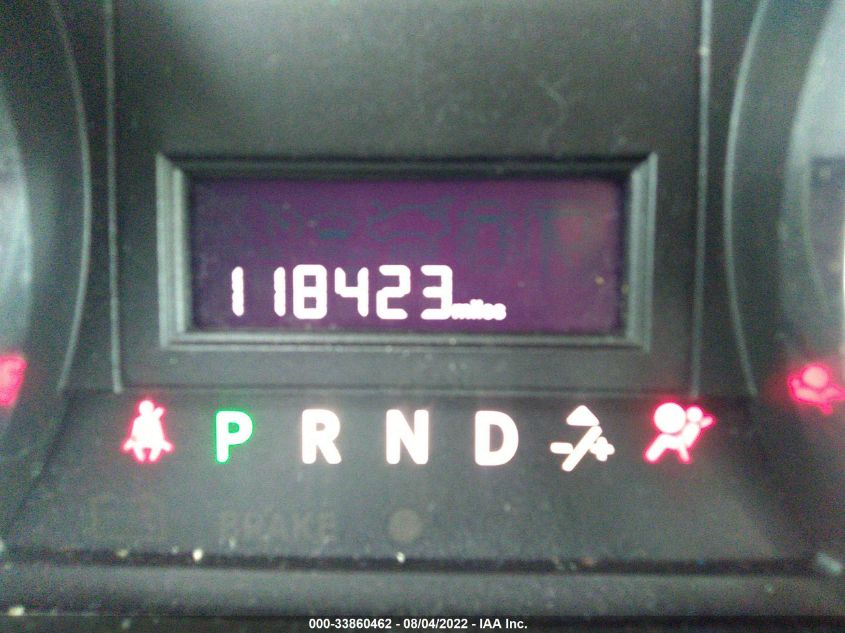 118423 miles
P R N D
BRAKE
000-33860462 - 08/04/2022 - IAA Inc.